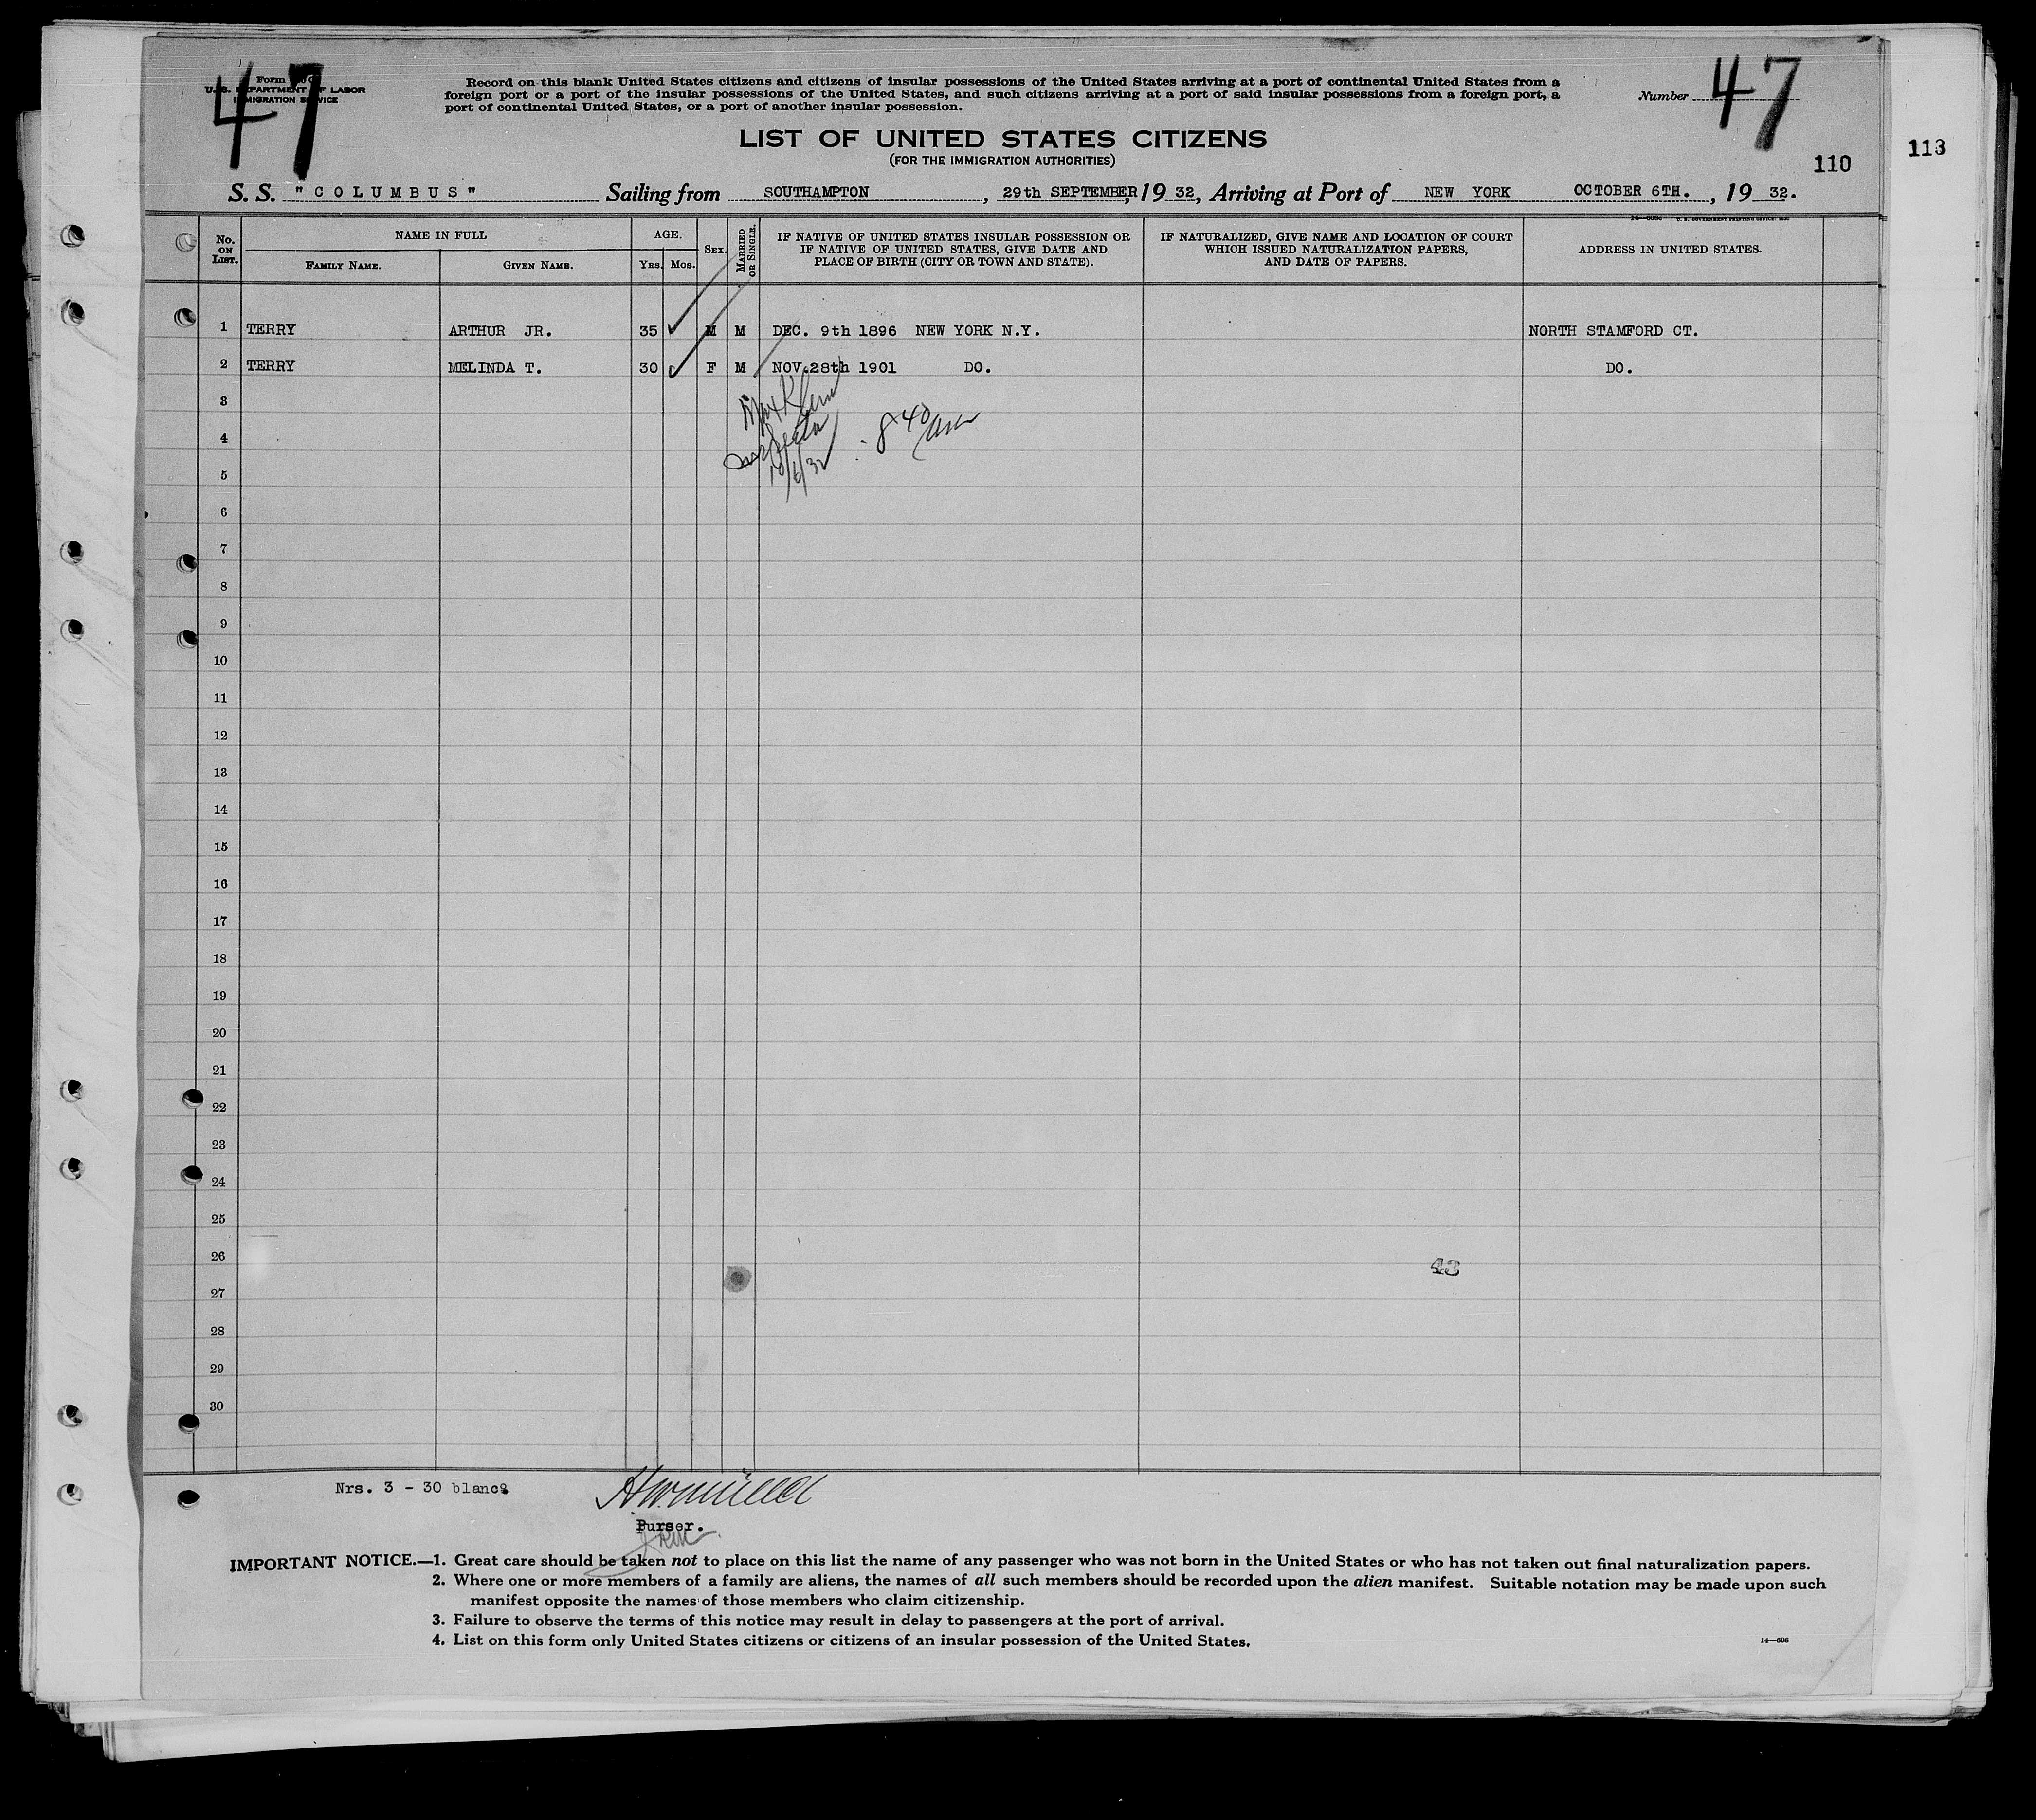 47
Form
U. S. DEPARTMENT OF LABOR
IMMIGRATION SERVICE
Record on this blank United States citizens and citizens of insular possessions of the United States arriving at a port of continental United States from a
foreign port or a port of the insular possessions of the United States, and such citizens arriving at a port of said insular possessions from a foreign port, a
port of continental United States, or a port of another insular possession.
Number 47
LIST OF UNITED STATES CITIZENS
(FOR THE IMMIGRATION AUTHORITIES)
110
113
S. S. "COLUMBUS" Sailing from SOUTHAMPTON, 29th SEPTEMBER, 1932, Arriving at Port of NEW YORK OCTOBER 6TH., 1932.
No. ON LIST. NAME IN FULL AGE. SEX. MARRIED OR SINGLE. IF NATIVE OF UNITED STATES INSULAR POSSESSION OR IF NATIVE OF UNITED STATES, GIVE DATE AND PLACE OF BIRTH (CITY OR TOWN AND STATE). IF NATURALIZED, GIVE NAME AND LOCATION OF COURT WHICH ISSUED NATURALIZATION PAPERS, AND DATE OF PAPERS. ADDRESS IN UNITED STATES.
FAMILY NAME. GIVEN NAME. YRS. MOS.
1 TERRY ARTHUR JR. 35 M M DEC. 9th 1896 NEW YORK N.Y. NORTH STAMFORD CT.
2 TERRY MELINDA T. 30 F M NOV.28th 1901 DO. DO.
3
4 8 40 am
5 10/6/32
6
7
8
9
10
11
12
13
14
15
16
17
18
19
20
21
22
23
24
25
26
43
27
28
29
30
Nrs. 3 - 30 blancs
Purser.
IMPORTANT NOTICE.—1. Great care should be taken not to place on this list the name of any passenger who was not born in the United States or who has not taken out final naturalization papers.
2. Where one or more members of a family are aliens, the names of all such members should be recorded upon the alien manifest. Suitable notation may be made upon such
manifest opposite the names of those members who claim citizenship.
3. Failure to observe the terms of this notice may result in delay to passengers at the port of arrival.
4. List on this form only United States citizens or citizens of an insular possession of the United States.